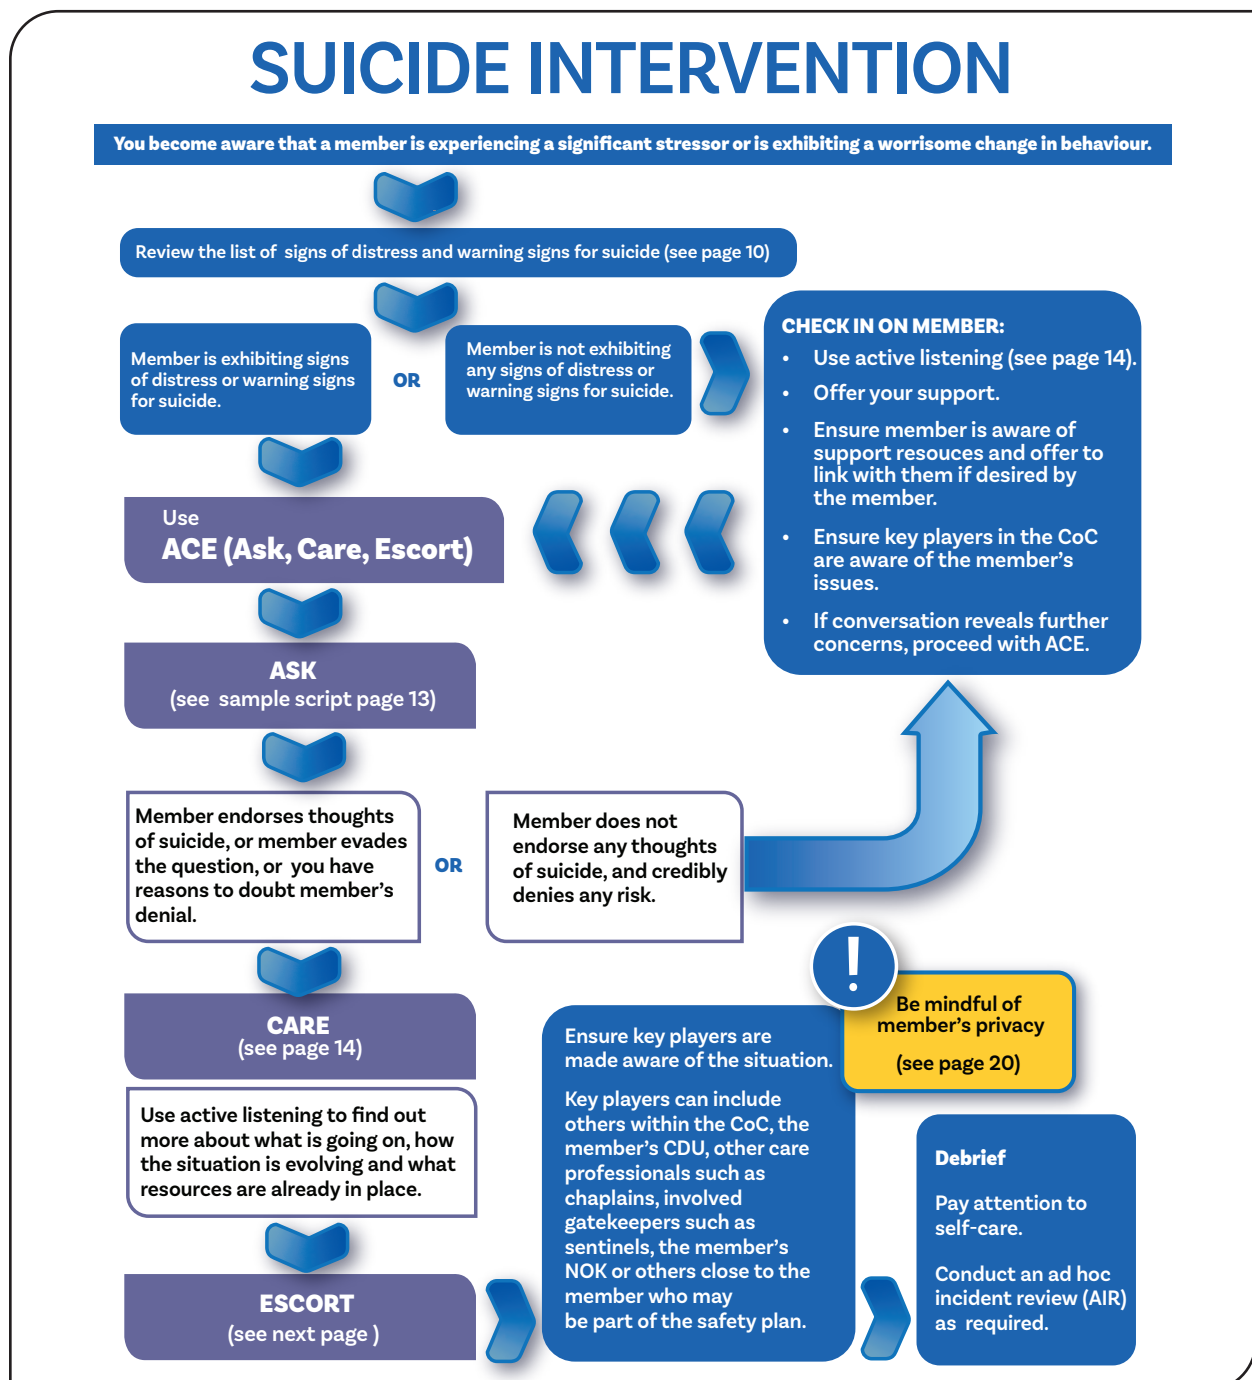 SUICIDE INTERVENTION
You become aware that a member is experiencing a significant stressor or is exhibiting a worrisome change in behaviour.
Review the list of signs of distress and warning signs for suicide (see page 10)
Member is exhibiting signs
of distress or warning signs
for suicide.
OR
Member is not exhibiting
any signs of distress or
warning signs for suicide.
CHECK IN ON MEMBER:
• Use active listening (see page 14).
• Offer your support.
• Ensure member is aware of
support resouces and offer to
link with them if desired by
the member.
• Ensure key players in the CoC
are aware of the member's
issues.
• If conversation reveals further
concerns, proceed with ACE.
Use
ACE (Ask, Care, Escort)
ASK
(see sample script page 13)
Member endorses thoughts
of suicide, or member evades
the question, or you have
reasons to doubt member's
denial.
OR
Member does not
endorse any thoughts
of suicide, and credibly
denies any risk.
CARE
(see page 14)
Use active listening to find out
more about what is going on, how
the situation is evolving and what
resources are already in place.
ESCORT
(see next page )
Ensure key players are
made aware of the situation.
Key players can include
others within the CoC, the
member's CDU, other care
professionals such as
chaplains, involved
gatekeepers such as
sentinels, the member's
NOK or others close to the
member who may
be part of the safety plan.
!
Be mindful of
member's privacy
(see page 20)
Debrief
Pay attention to
self-care.
Conduct an ad hoc
incident review (AIR)
as required.